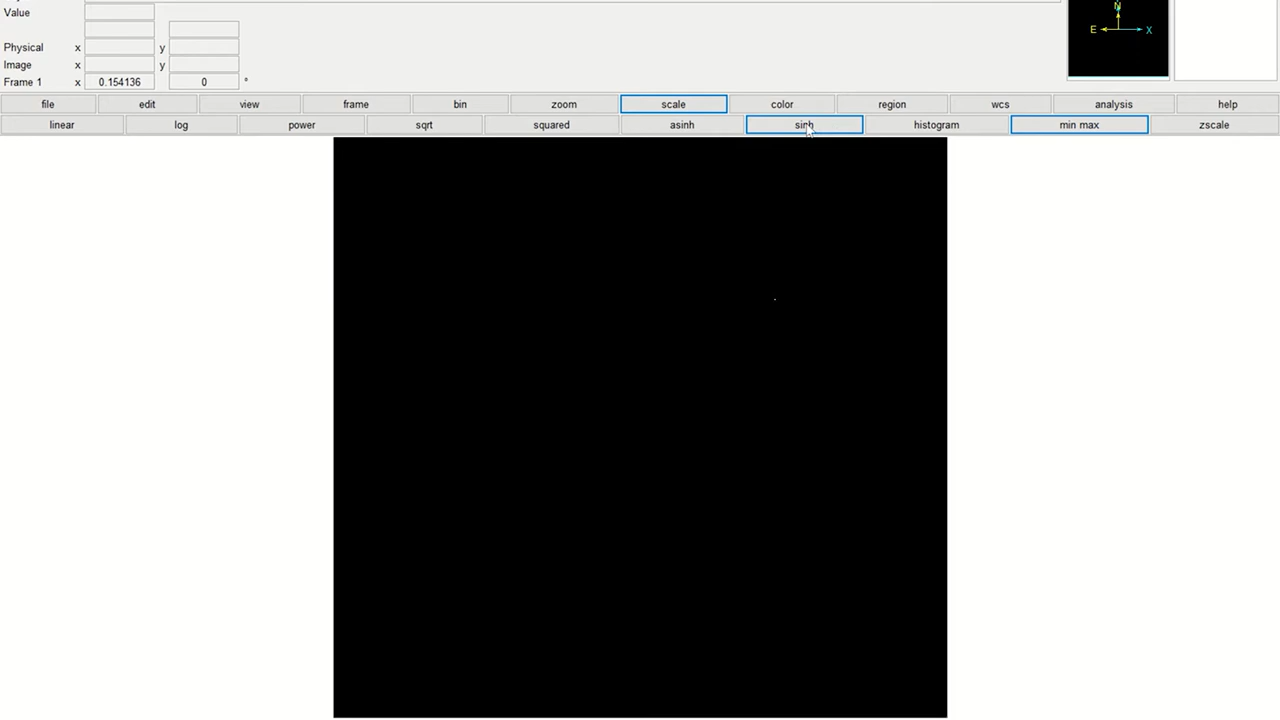 Value
Physical x y
Image x y
Frame 1 x 0.154136 0 °
N
E X
file edit view frame bin zoom scale color region wcs analysis help
linear log power sqrt squared asinh sinh histogram min max zscale